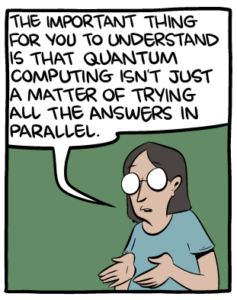 THE IMPORTANT THING
FOR YOU TO UNDERSTAND
IS THAT QUANTUM
COMPUTING ISN'T JUST
A MATTER OF TRYING
ALL THE ANSWERS IN
PARALLEL.